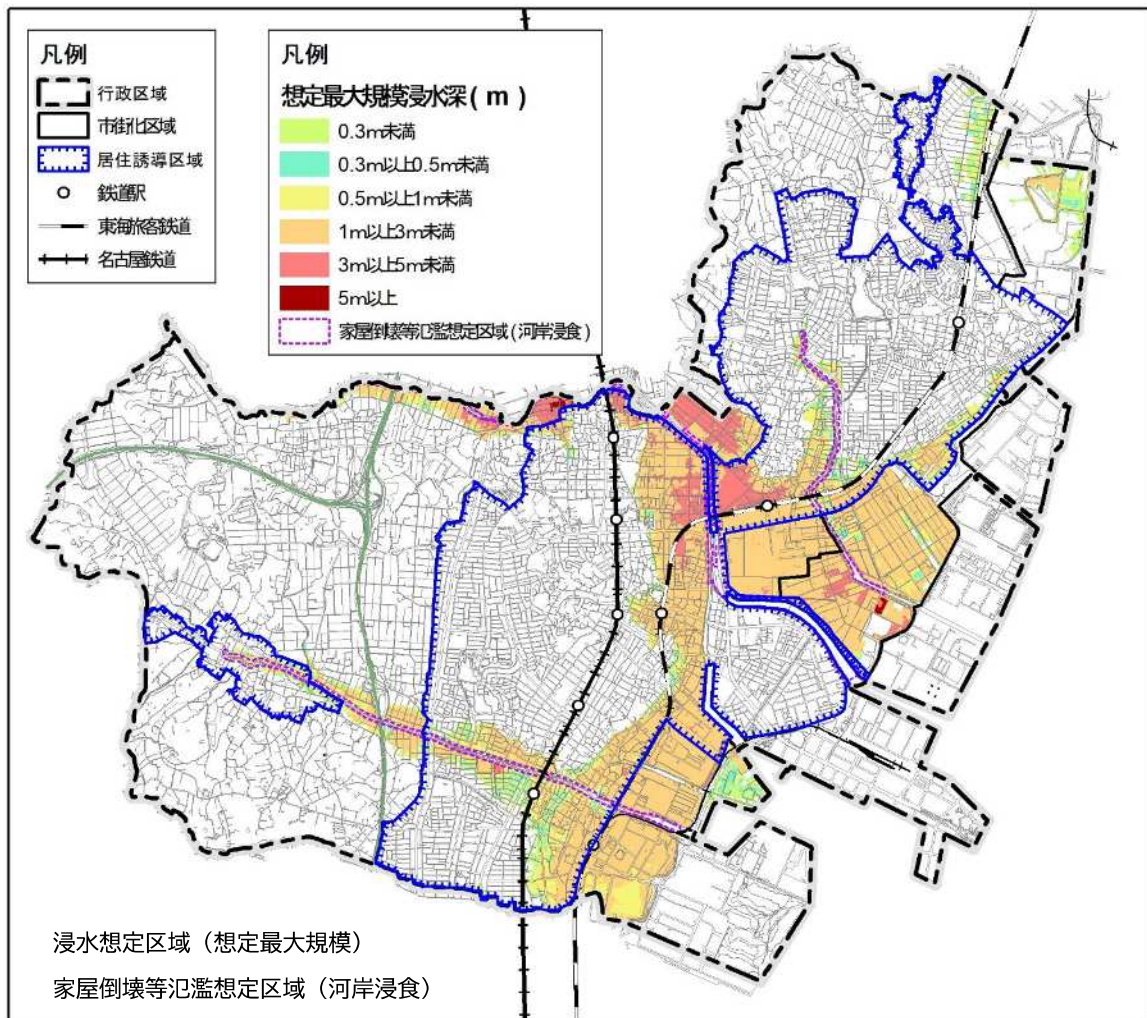 凡例
行政区域
市街化区域
居住誘導区域
鉄道駅
東海旅客鉄道
名古屋鉄道
凡例
想定最大規模浸水深(m)
0.3m未満
0.3m以上0.5m未満
0.5m以上1m未満
1m以上3m未満
3m以上5m未満
5m以上
家屋倒壊等氾濫想定区域(河岸浸食)
浸水想定区域(想定最大規模)
家屋倒壊等氾濫想定区域(河岸浸食)